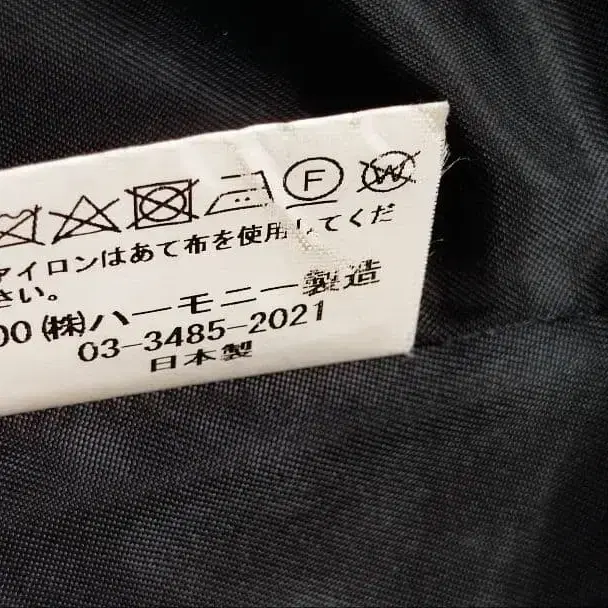 F W
アイロンはあて布を使用してくだ
さい。
00 (株)ハーモニー製造
03-3485-2021
日本製